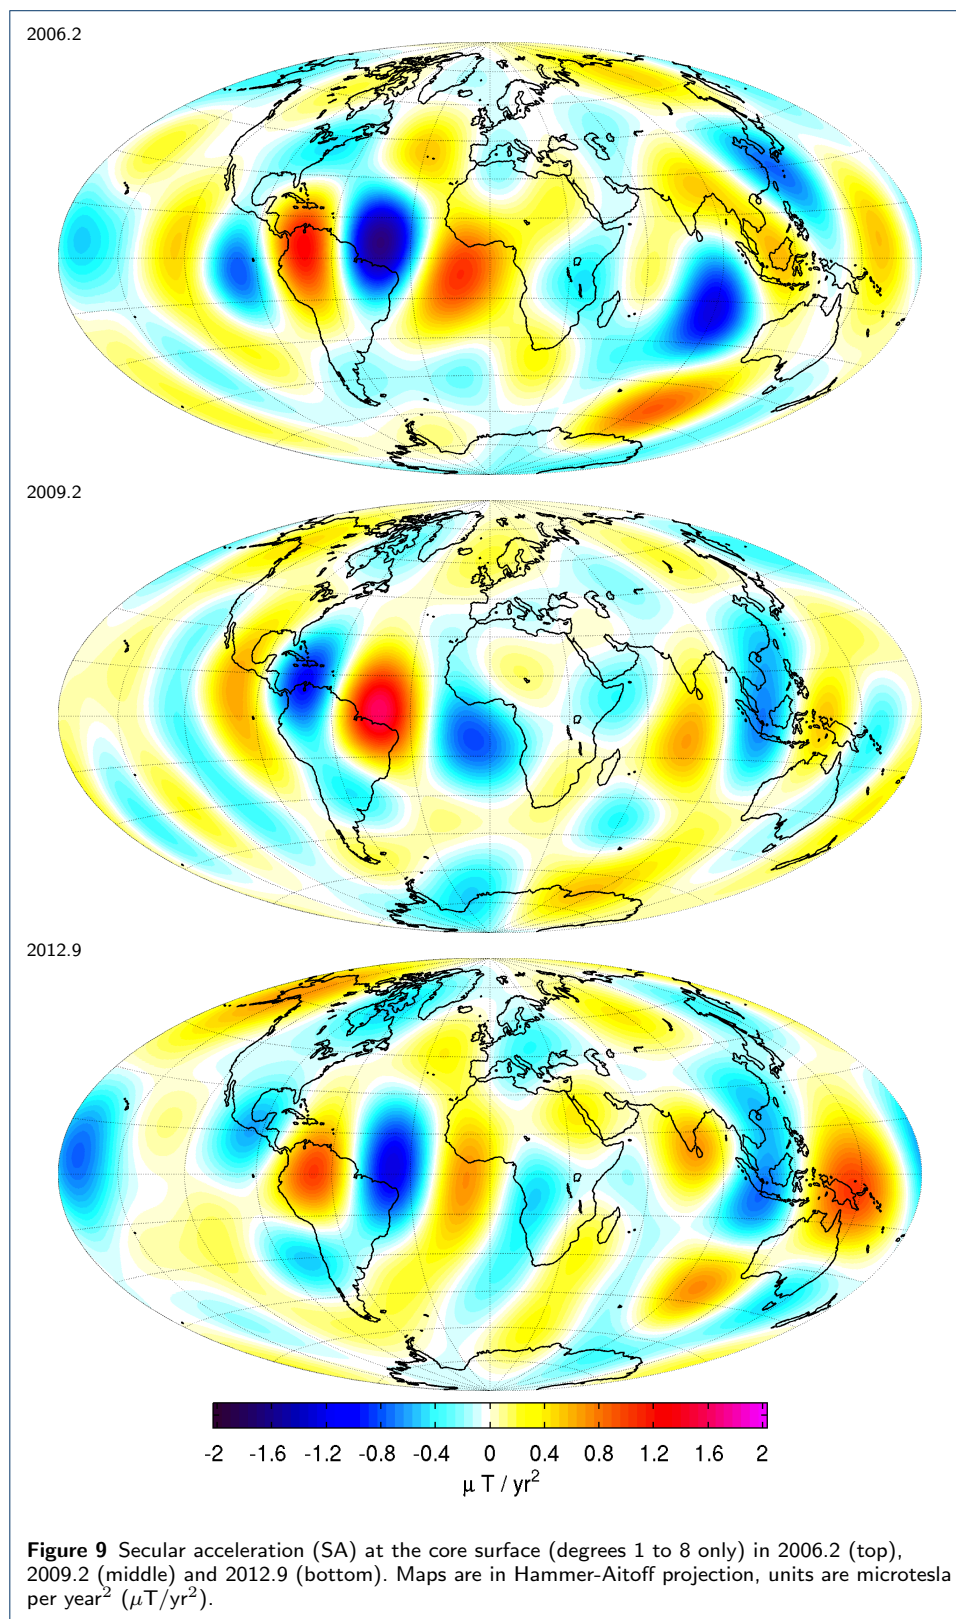 2006.2
2009.2
2012.9
-2 -1.6 -1.2 -0.8 -0.4 0 0.4 0.8 1.2 1.6 2
μ T / yr²
Figure 9 Secular acceleration (SA) at the core surface (degrees 1 to 8 only) in 2006.2 (top),
2009.2 (middle) and 2012.9 (bottom). Maps are in Hammer-Aitoff projection, units are microtesla
per year² (μT/yr²).